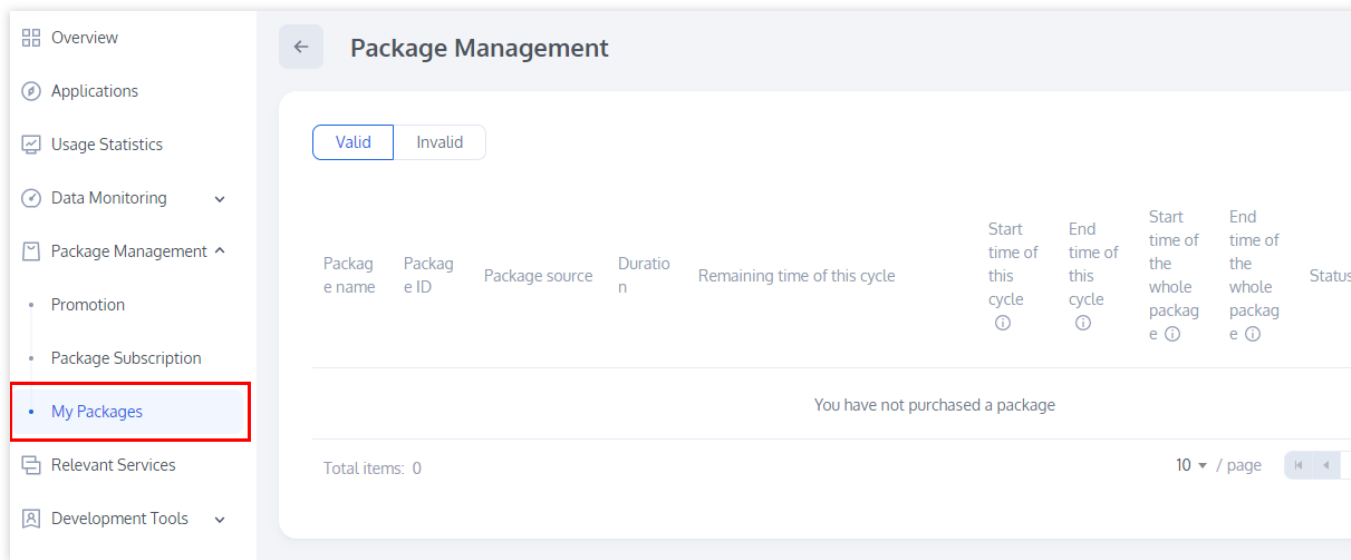 Overview
Applications
Usage Statistics
Data Monitoring
Package Management
Promotion
Package Subscription
My Packages
Relevant Services
Development Tools
Package Management
Valid
Invalid
Packag
e name
Packag
e ID
Package source
Duratio
n
Remaining time of this cycle
Start
time of
this
cycle
End
time of
this
cycle
Start
time of
the
whole
packag
e
End
time of
the
whole
packag
e
Status
You have not purchased a package
Total items: 0
10 / page